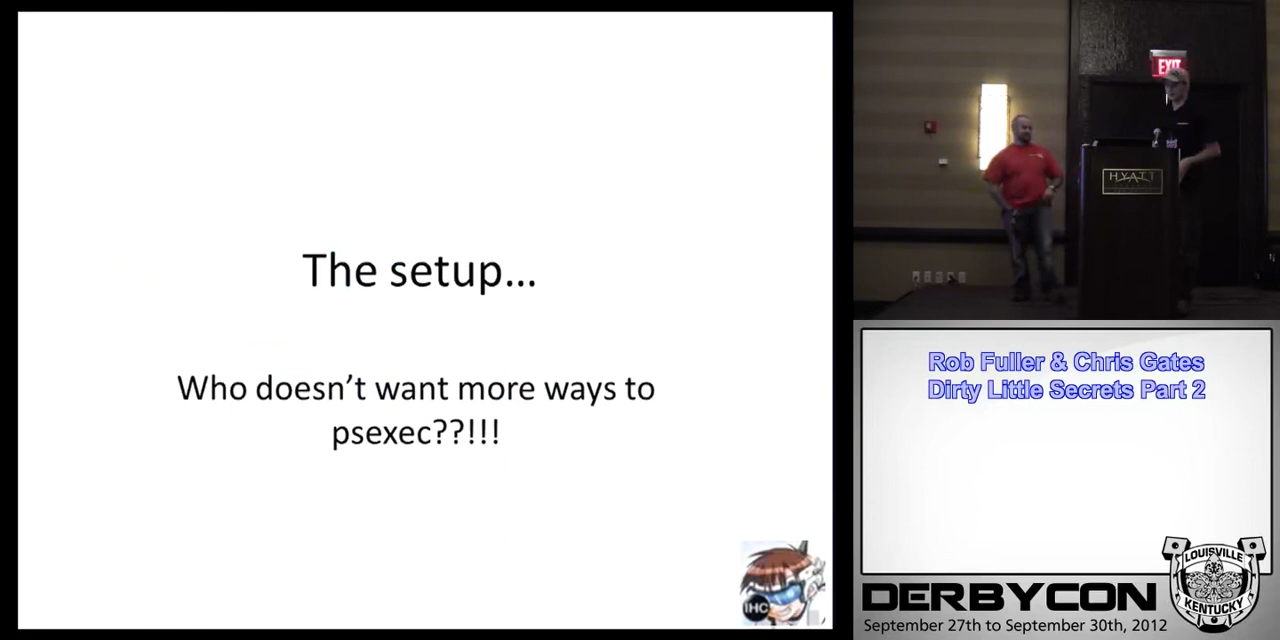 The setup...
Who doesn't want more ways to
psexec??!!!
IHC
EXIT
HYATT
Rob Fuller & Chris Gates
Dirty Little Secrets Part 2
LOUISVILLE
KENTUCKY
DERBYCON
September 27th to September 30th, 2012